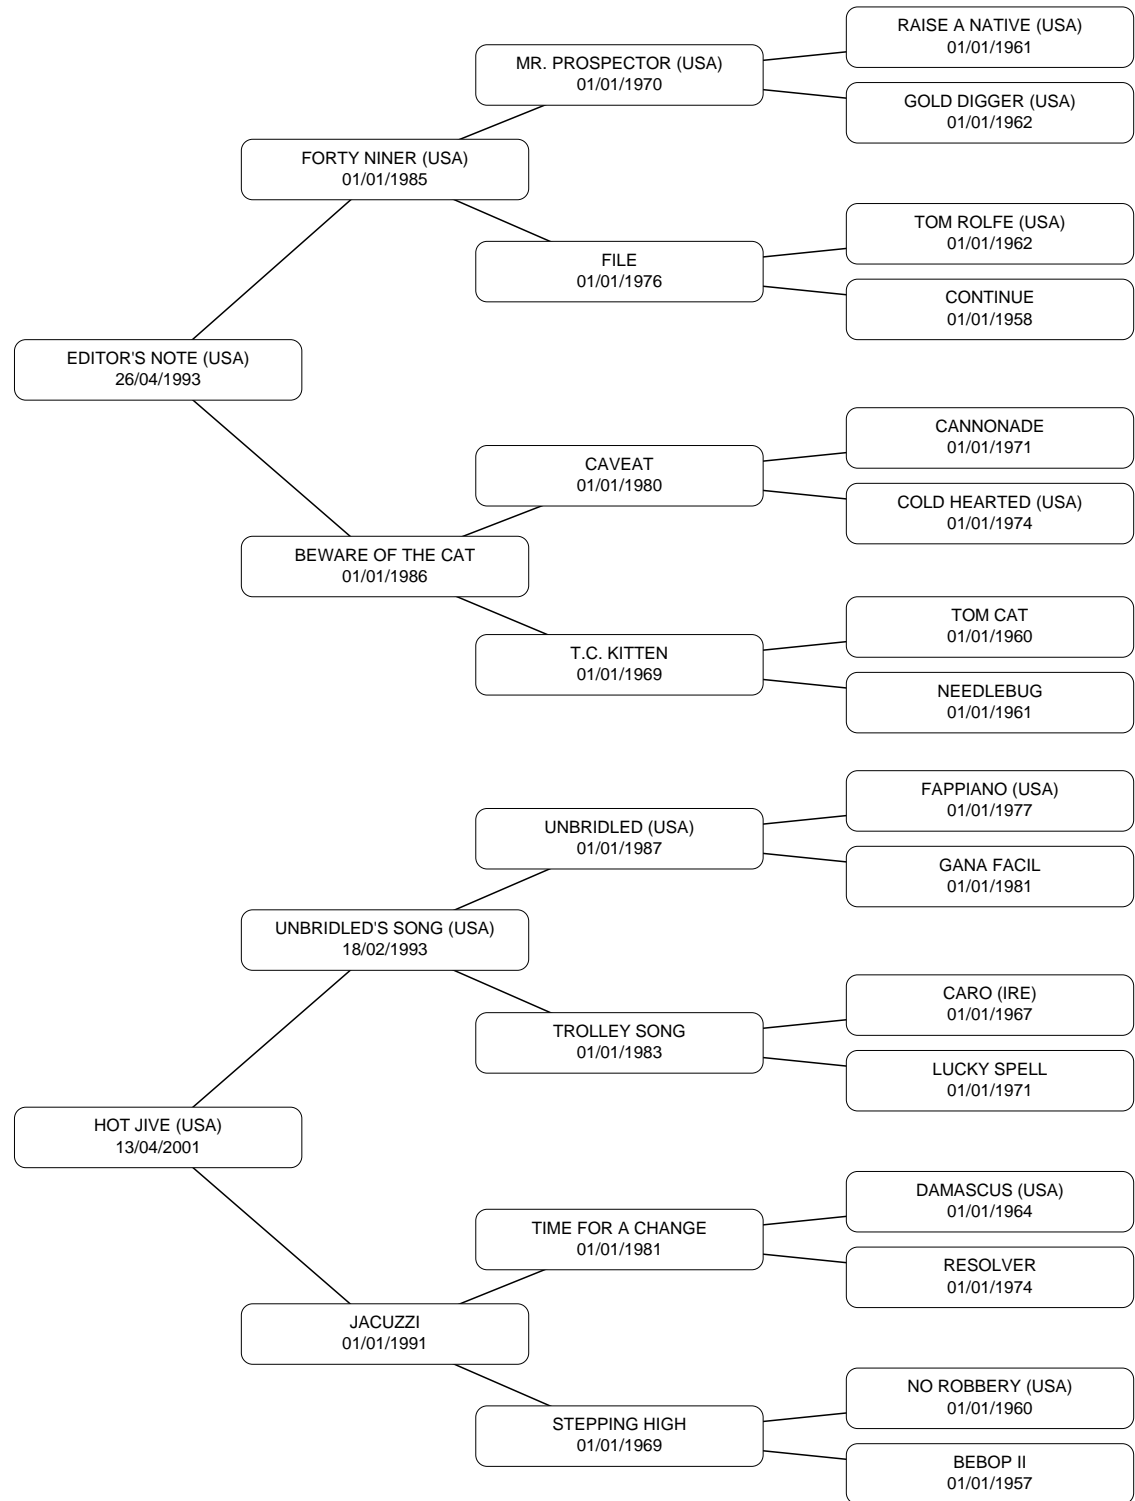 RAISE A NATIVE (USA)
01/01/1961
MR. PROSPECTOR (USA)
01/01/1970
GOLD DIGGER (USA)
01/01/1962
FORTY NINER (USA)
01/01/1985
TOM ROLFE (USA)
01/01/1962
FILE
01/01/1976
CONTINUE
01/01/1958
EDITOR'S NOTE (USA)
26/04/1993
CANNONADE
01/01/1971
CAVEAT
01/01/1980
COLD HEARTED (USA)
01/01/1974
BEWARE OF THE CAT
01/01/1986
TOM CAT
01/01/1960
T.C. KITTEN
01/01/1969
NEEDLEBUG
01/01/1961
FAPPIANO (USA)
01/01/1977
UNBRIDLED (USA)
01/01/1987
GANA FACIL
01/01/1981
UNBRIDLED'S SONG (USA)
18/02/1993
CARO (IRE)
01/01/1967
TROLLEY SONG
01/01/1983
LUCKY SPELL
01/01/1971
HOT JIVE (USA)
13/04/2001
DAMASCUS (USA)
01/01/1964
TIME FOR A CHANGE
01/01/1981
RESOLVER
01/01/1974
JACUZZI
01/01/1991
NO ROBBERY (USA)
01/01/1960
STEPPING HIGH
01/01/1969
BEBOP II
01/01/1957